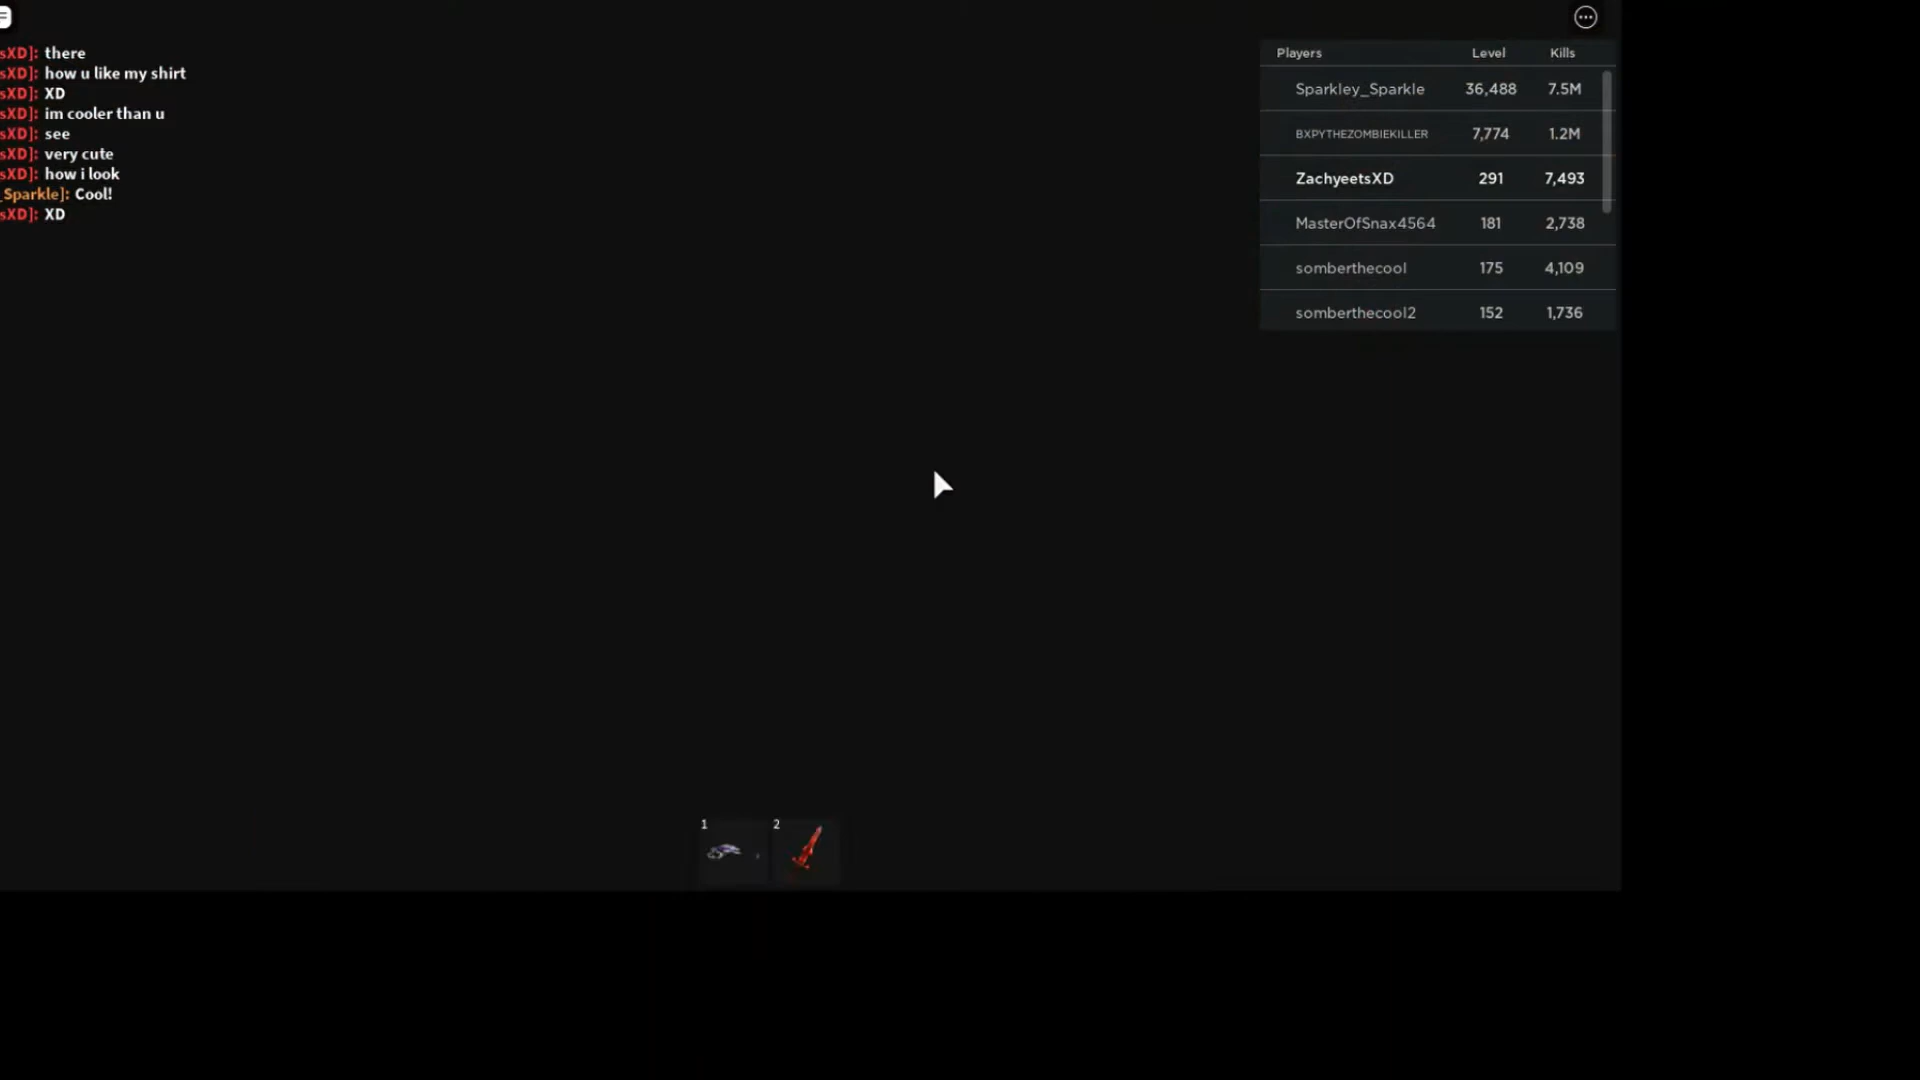 sXD]: there
sXD]: how u like my shirt
sXD]: XD
sXD]: im cooler than u
sXD]: see
sXD]: very cute
sXD]: how i look
_Sparkle]: Cool!
sXD]: XD
Players Level Kills
Sparkley_Sparkle 36,488 7.5M
BXPYTHEZOMBIEKILLER 7,774 1.2M
ZachyeetsXD 291 7,493
MasterOfSnax4564 181 2,738
somberthecool 175 4,109
somberthecool2 152 1,736
1 2